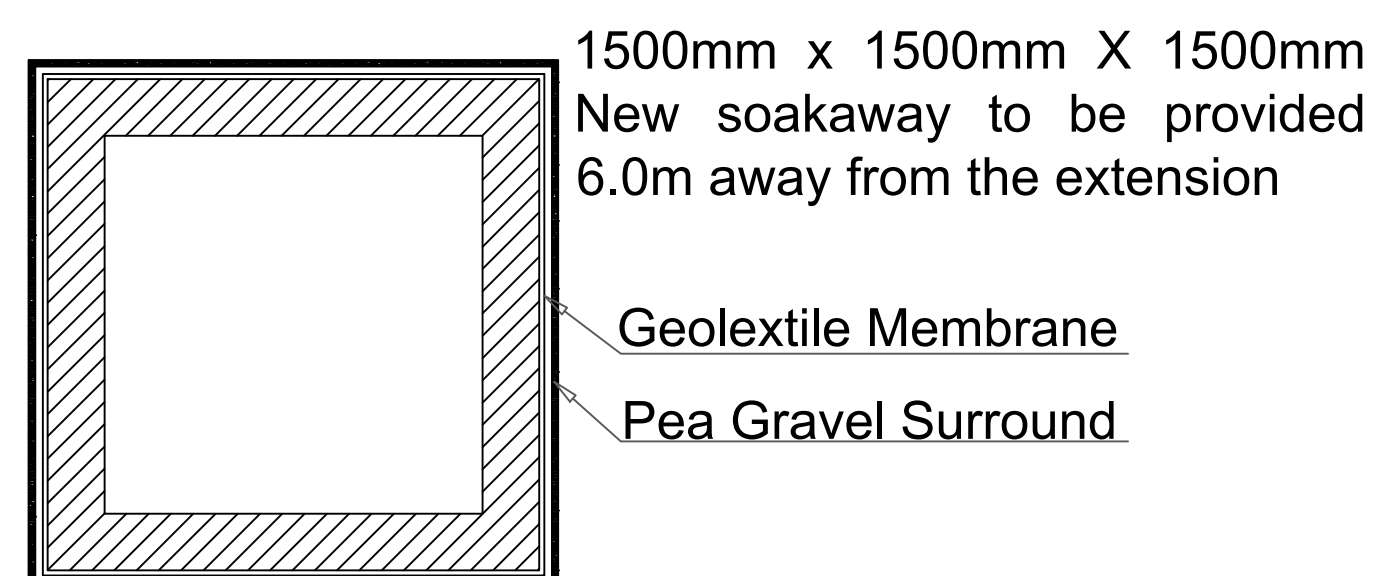 1500mm x 1500mm X 1500mm
New soakaway to be provided
6.0m away from the extension
Geolextile Membrane
Pea Gravel Surround